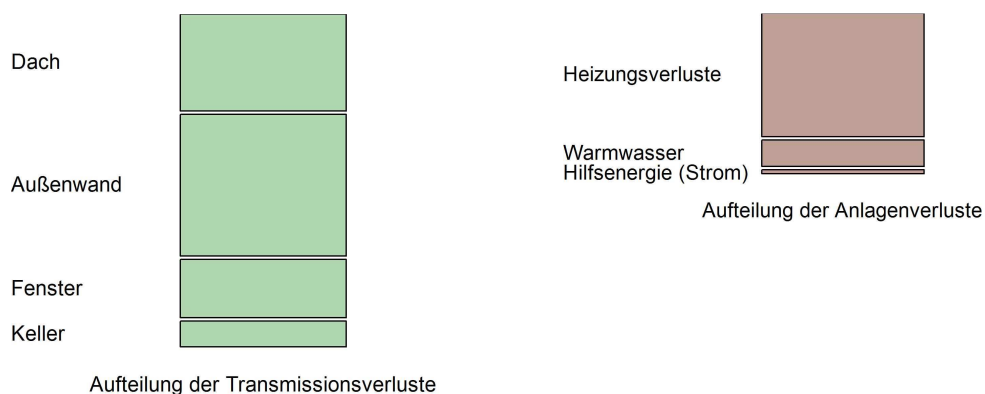 Dach
Außenwand
Fenster
Keller
Aufteilung der Transmissionsverluste
Heizungsverluste
Warmwasser
Hilfsenergie (Strom)
Aufteilung der Anlagenverluste